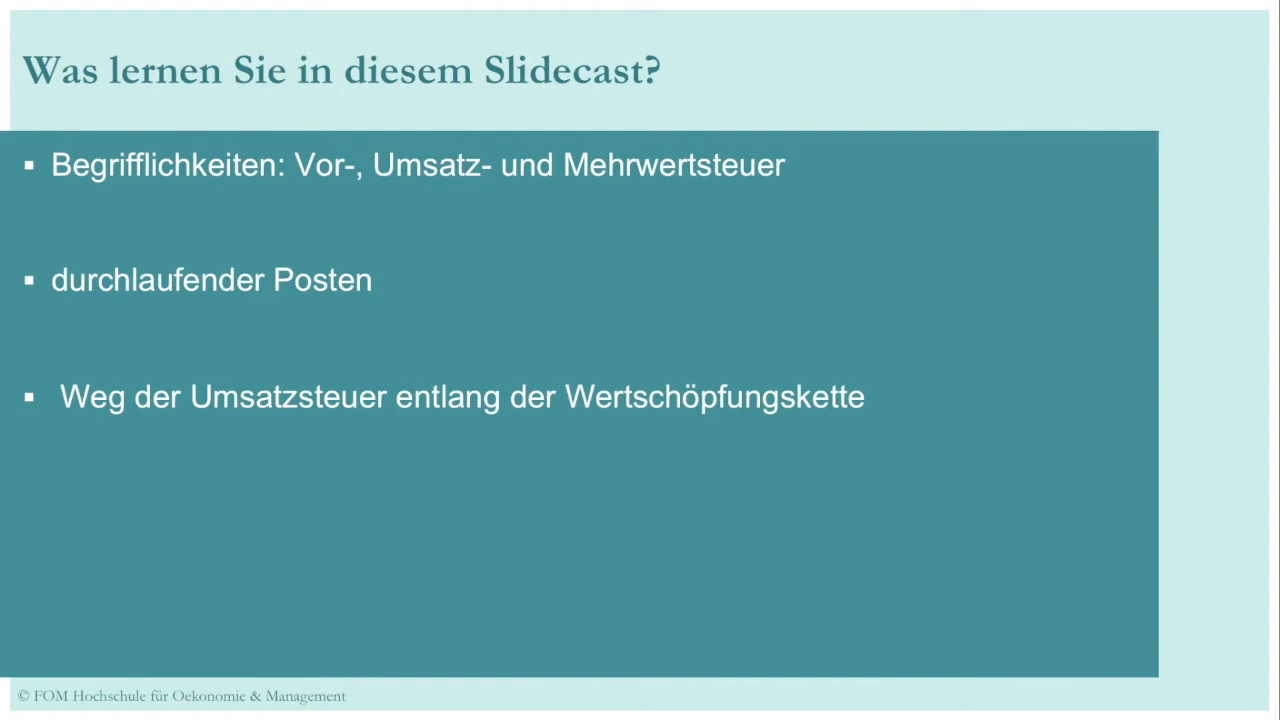 Was lernen Sie in diesem Slidecast?
▪ Begrifflichkeiten: Vor-, Umsatz- und Mehrwertsteuer
▪ durchlaufender Posten
▪ Weg der Umsatzsteuer entlang der Wertschöpfungskette
© FOM Hochschule für Oekonomie & Management